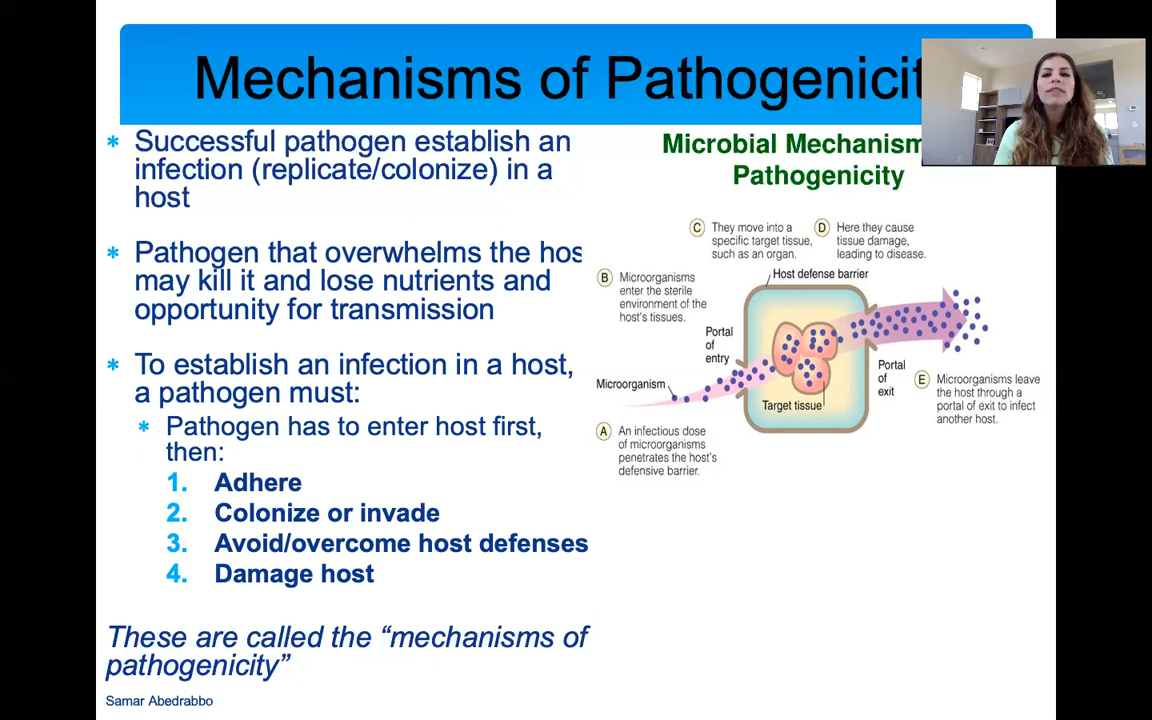 Mechanisms of Pathogenicit
* Successful pathogen establish an
infection (replicate/colonize) in a
host
* Pathogen that overwhelms the hos
may kill it and lose nutrients and
opportunity for transmission
* To establish an infection in a host,
a pathogen must:
* Pathogen has to enter host first,
then:
1. Adhere
2. Colonize or invade
3. Avoid/overcome host defenses
4. Damage host
These are called the “mechanisms of
pathogenicity”
Samar Abedrabbo
Microbial Mechanism
Pathogenicity
C They move into a
specific target tissue,
such as an organ.
D Here they cause
tissue damage,
leading to disease.
Host defense barrier
B Microorganisms
enter the sterile
environment of the
host's tissues.
Portal
of
entry
Microorganism
Target tissue
Portal
of
exit
A An infectious dose
of microorganisms
penetrates the host's
defensive barrier.
E Microorganisms leave
the host through a
portal of exit to infect
another host.